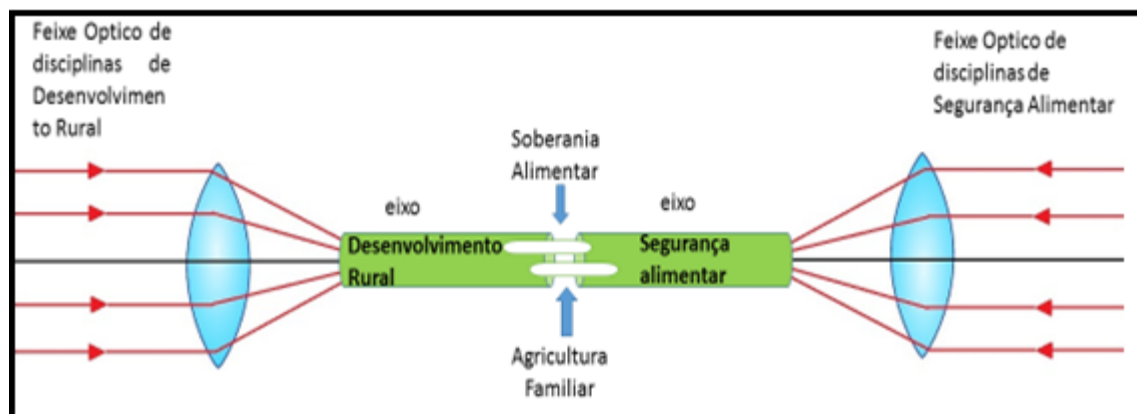 Feixe Optico de
disciplinas de
Desenvolvimen
to Rural
Feixe Optico de
disciplinas de
Segurança Alimentar
Soberania
Alimentar
eixo
eixo
Desenvolvimento
Rural
Segurança
alimentar
Agricultura
Familiar